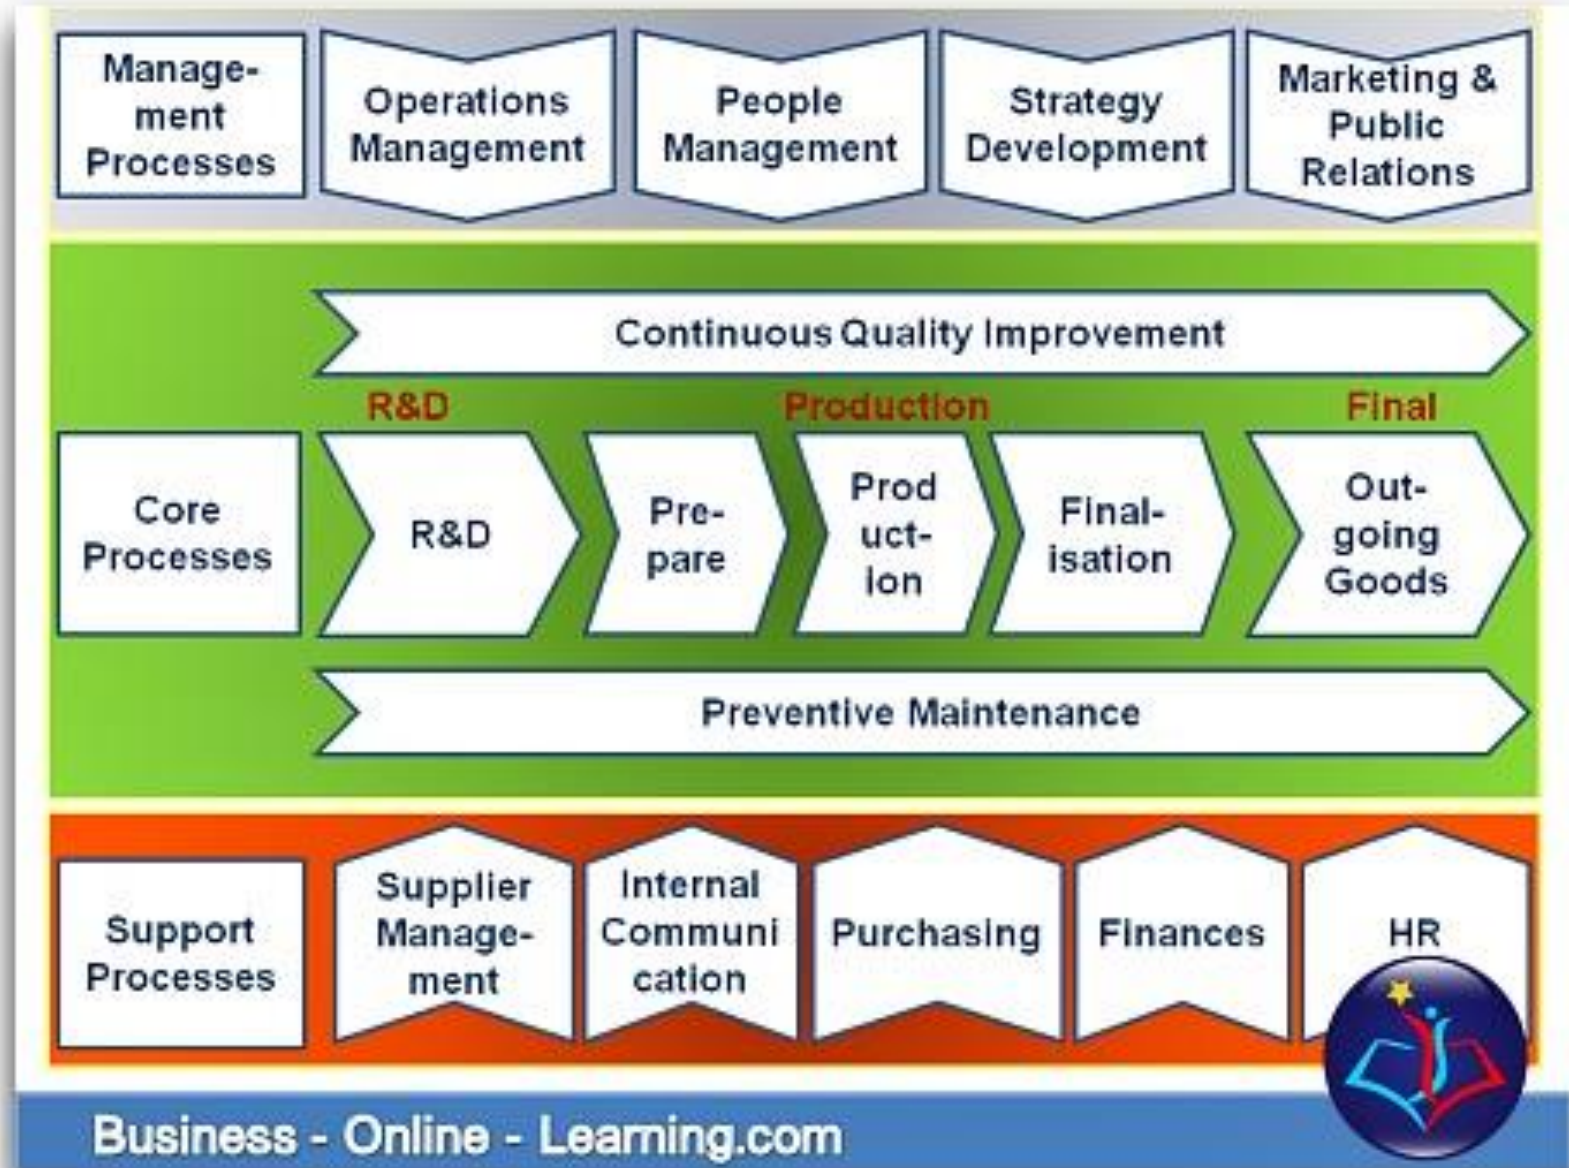 Manage-
ment
Processes
Operations
Management
People
Management
Strategy
Development
Marketing &
Public
Relations
Continuous Quality Improvement
R&D
Production
Final
Core
Processes
R&D
Pre-
pare
Prod
uct-
ion
Final-
isation
Out-
going
Goods
Preventive Maintenance
Support
Processes
Supplier
Manage-
ment
Internal
Communi
cation
Purchasing
Finances
HR
Business - Online - Learning.com